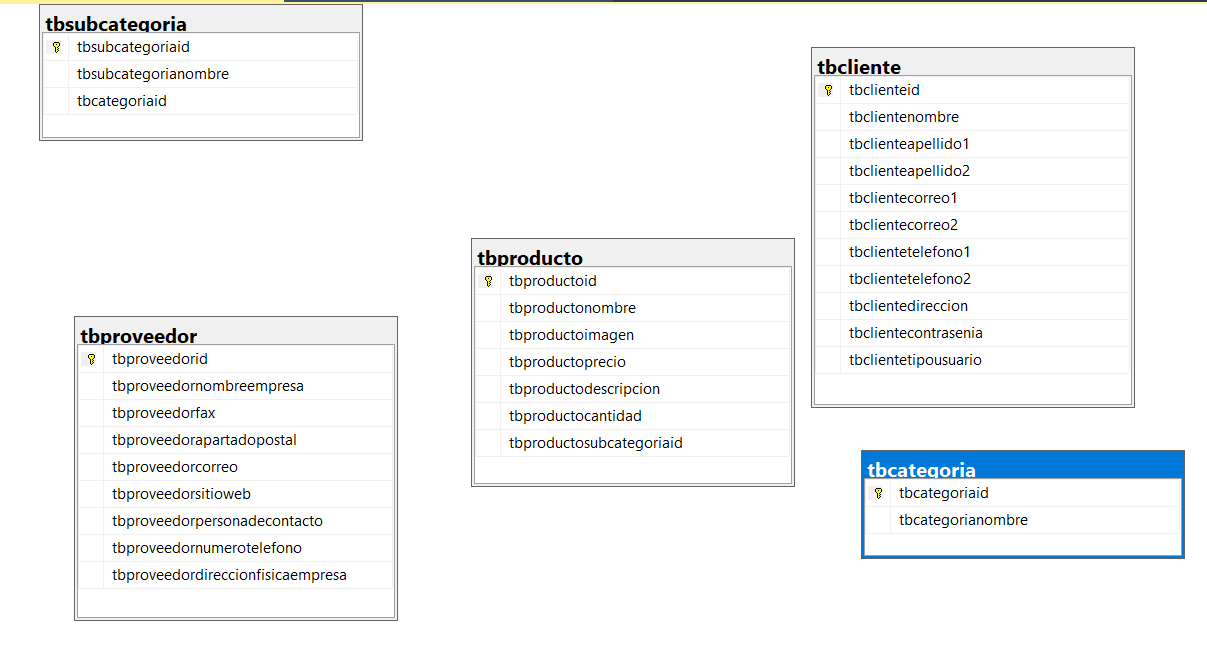 tbsubcategoria
tbsubcategoriaid
tbsubcategorianombre
tbcategoriaid
tbcliente
tbclienteid
tbclientenombre
tbclienteapellido1
tbclienteapellido2
tbclientecorreo1
tbclientecorreo2
tbclientetelefono1
tbclientetelefono2
tbclientedireccion
tbclientecontrasenia
tbclientetipousuario
tbproducto
tbproductoid
tbproductonombre
tbproductoimagen
tbproductoprecio
tbproductodescripcion
tbproductocantidad
tbproductosubcategoriaid
tbproveedor
tbproveedorid
tbproveedornombreempresa
tbproveedorfax
tbproveedorapartadopostal
tbproveedorcorreo
tbproveedorsitioweb
tbproveedorpersonadecontacto
tbproveedornumerotelefono
tbproveedordireccionfisicaempresa
tbcategoria
tbcategoriaid
tbcategorianombre